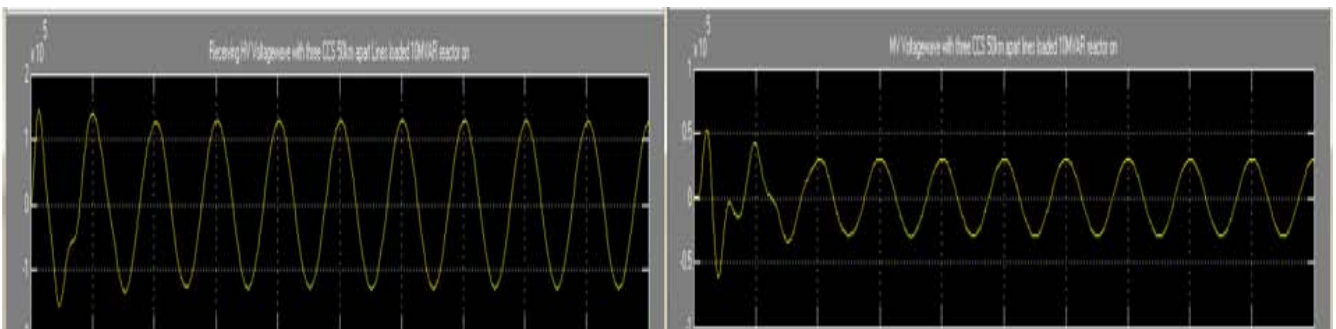 x10 5
Receiving HV Voltagewave with three CCS 50km apart Lines loaded 10MVAR reactor on
2
1
0
-1
x10 5
MV Voltagewave with three CCS 50km apart lines loaded 10MVAR reactor on
1
0.5
0
-0.5
-1